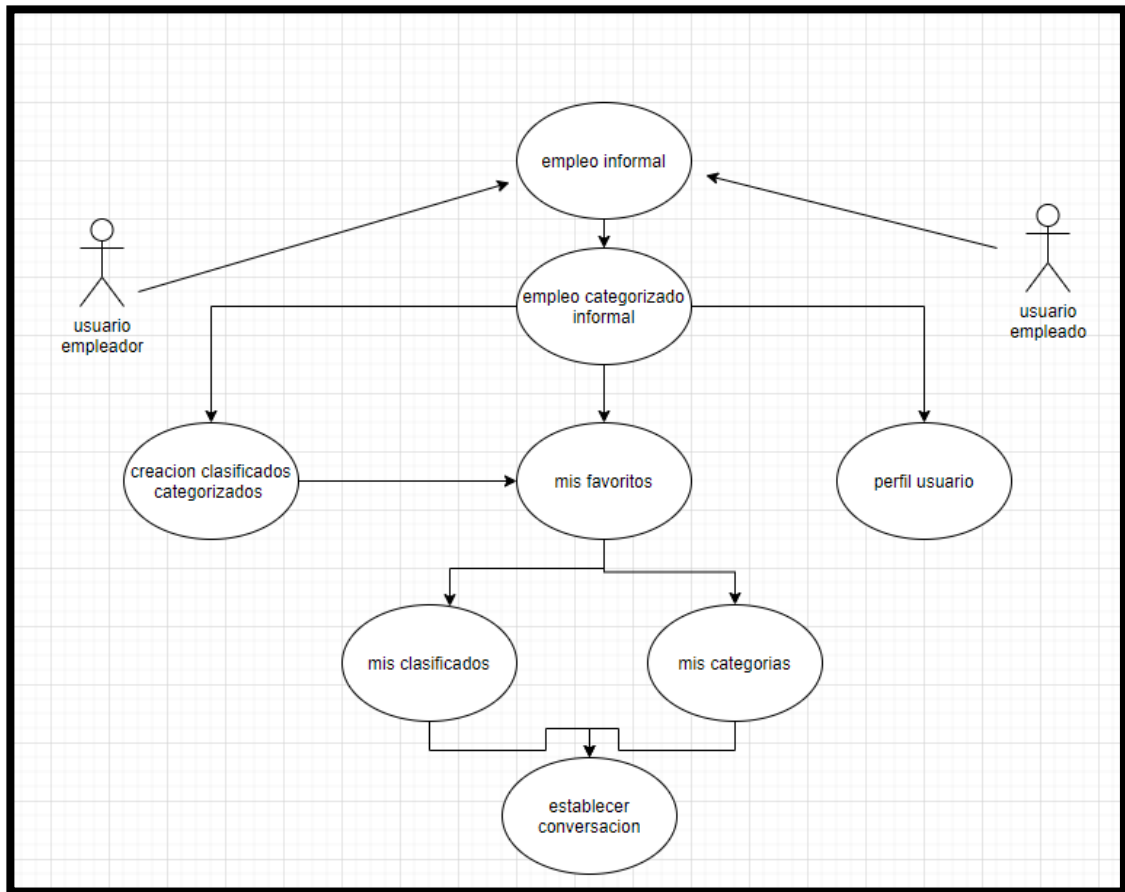 empleo informal
empleo categorizado
informal
usuario
empleador
usuario
empleado
creacion clasificados
categorizados
mis favoritos
perfil usuario
mis clasificados
mis categorias
establecer
conversacion